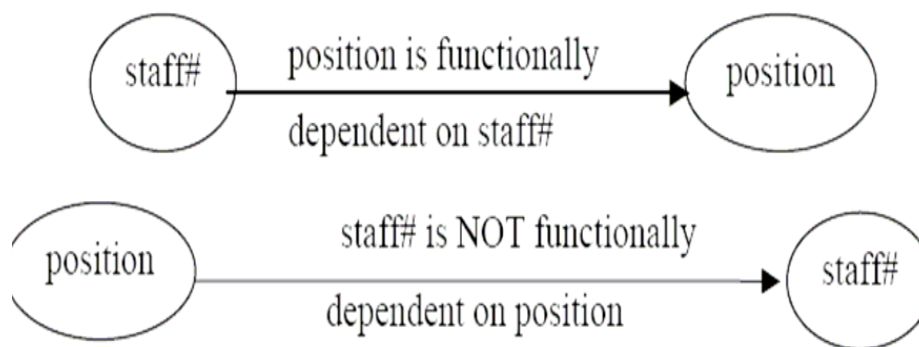 staff#
position is functionally
dependent on staff#
position
position
staff# is NOT functionally
dependent on position
staff#